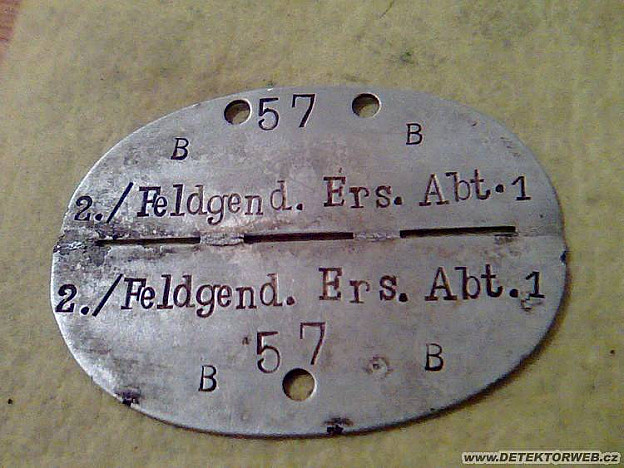 57
B B
2./Feldgend. Ers. Abt. 1
2./Feldgend. Ers. Abt. 1
57
B B
www.DETEKTORWEB.cz